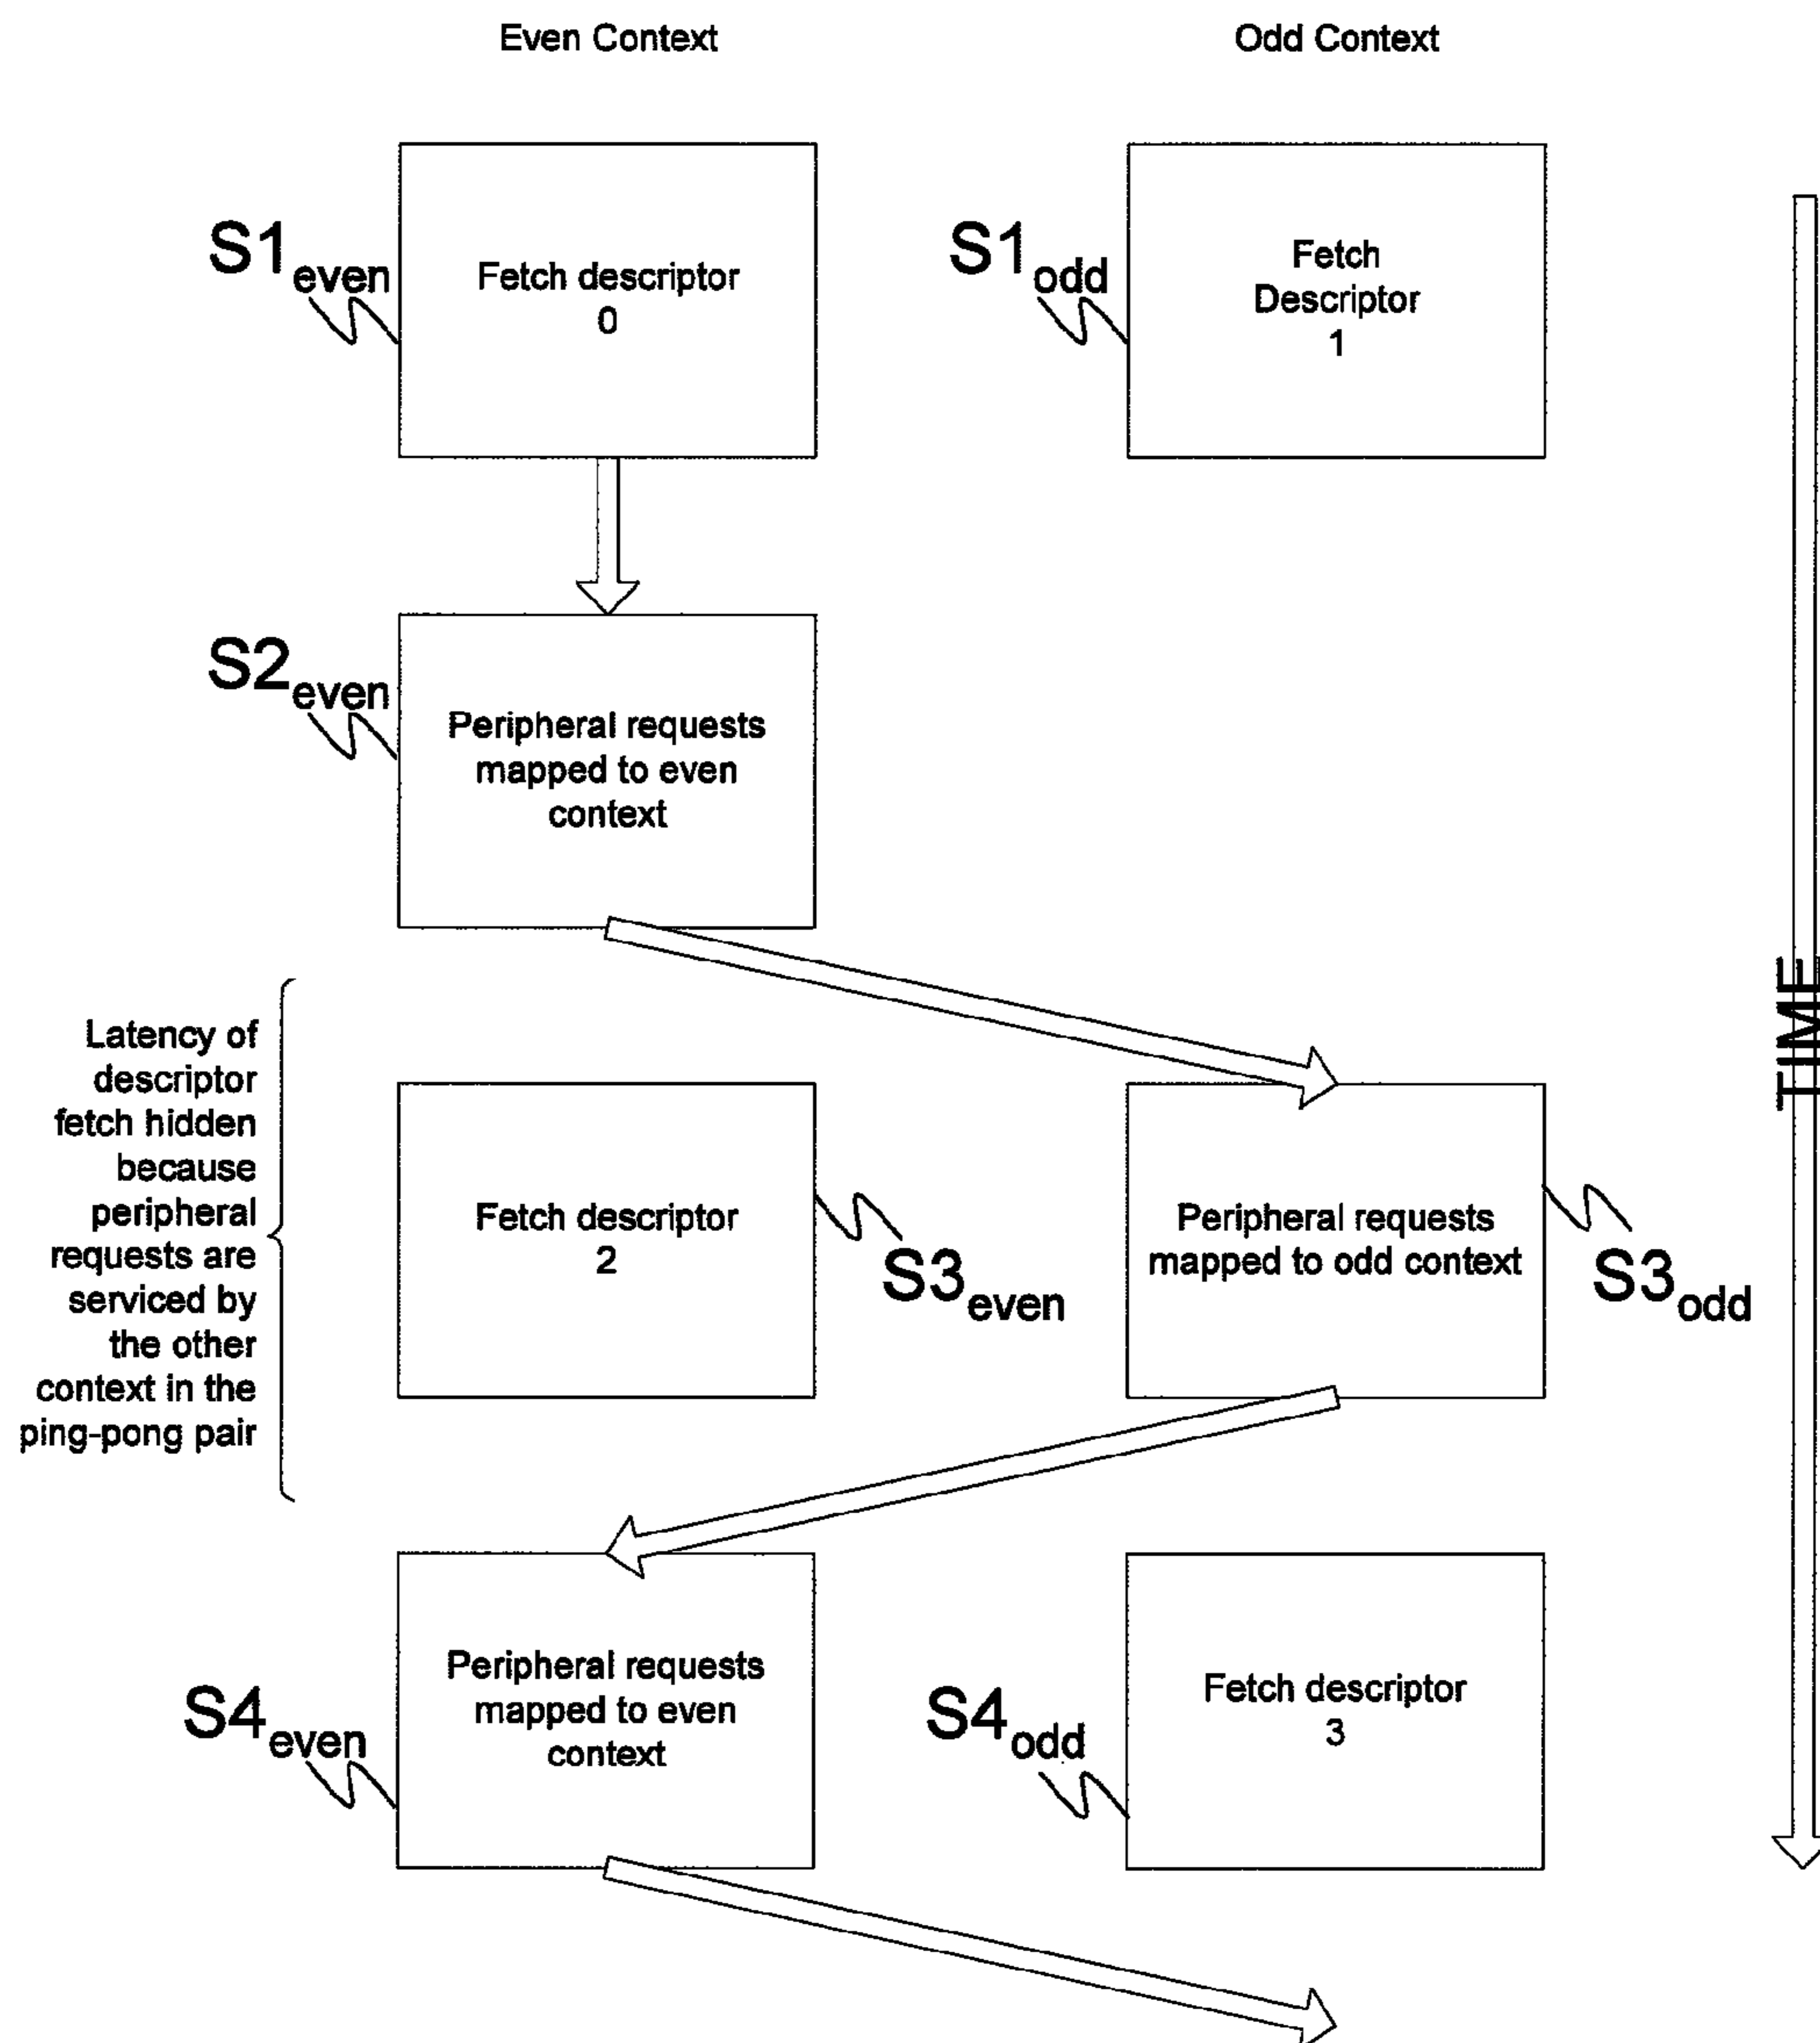 Even Context
Odd Context
S1even
Fetch descriptor
0
S1odd
Fetch
Descriptor
1
S2even
Peripheral requests
mapped to even
context
TIME
Latency of
descriptor
fetch hidden
because
peripheral
requests are
serviced by
the other
context in the
ping-pong pair
Fetch descriptor
2
S3even
Peripheral requests
mapped to odd context
S3odd
S4even
Peripheral requests
mapped to even
context
S4odd
Fetch descriptor
3